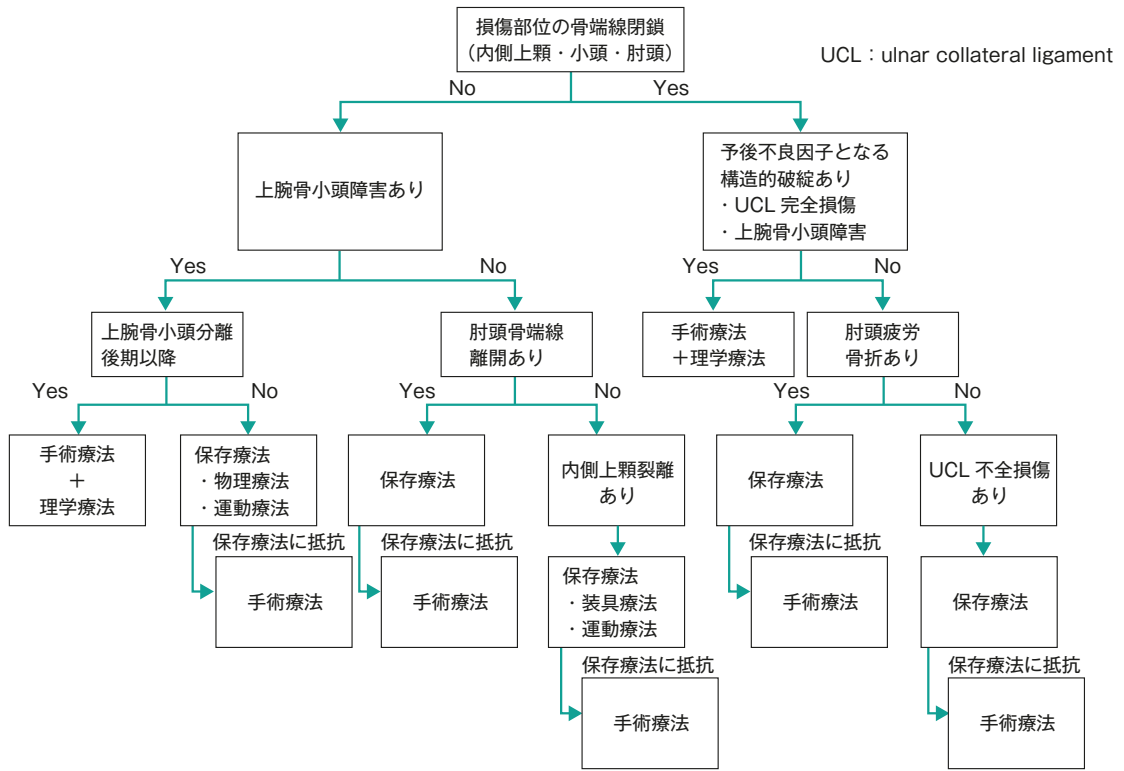 損傷部位の骨端線閉鎖
（内側上顆・小頭・肘頭）
UCL：ulnar collateral ligament
No
Yes
上腕骨小頭障害あり
予後不良因子となる
構造的破綻あり
・UCL 完全損傷
・上腕骨小頭障害
Yes
No
Yes
No
上腕骨小頭分離
後期以降
肘頭骨端線
離開あり
手術療法
＋理学療法
肘頭疲労
骨折あり
Yes
No
Yes
No
Yes
No
手術療法
＋
理学療法
保存療法
・物理療法
・運動療法
保存療法
内側上顆裂離
あり
保存療法
UCL 不全損傷
あり
保存療法に抵抗
手術療法
保存療法に抵抗
手術療法
保存療法
・装具療法
・運動療法
保存療法に抵抗
手術療法
保存療法
保存療法に抵抗
手術療法
保存療法に抵抗
手術療法